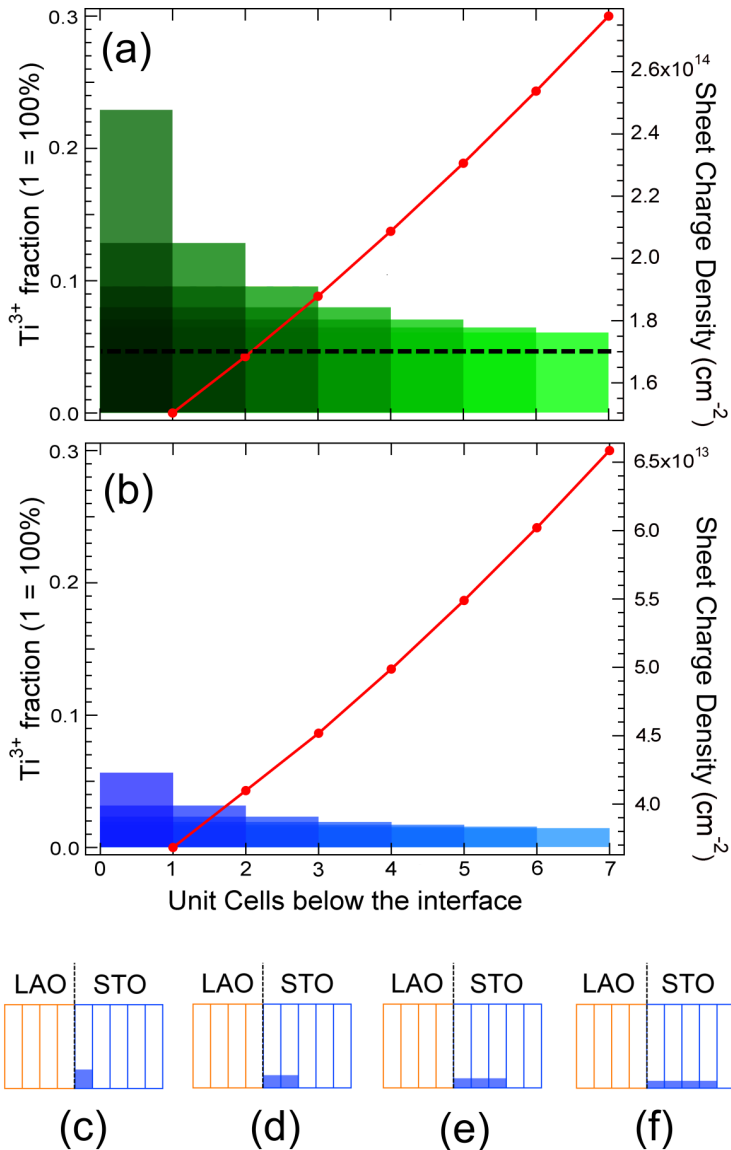 (a)
0.3
0.2
0.1
0.0
Ti3+ fraction (1 = 100%)
2.6x10^14
2.4
2.2
2.0
1.8
1.6
Sheet Charge Density (cm-2)
(b)
0.3
0.2
0.1
0.0
Ti3+ fraction (1 = 100%)
6.5x10^13
6.0
5.5
5.0
4.5
4.0
Sheet Charge Density (cm-2)
0 1 2 3 4 5 6 7
Unit Cells below the interface
LAO STO LAO STO LAO STO LAO STO
(c) (d) (e) (f)